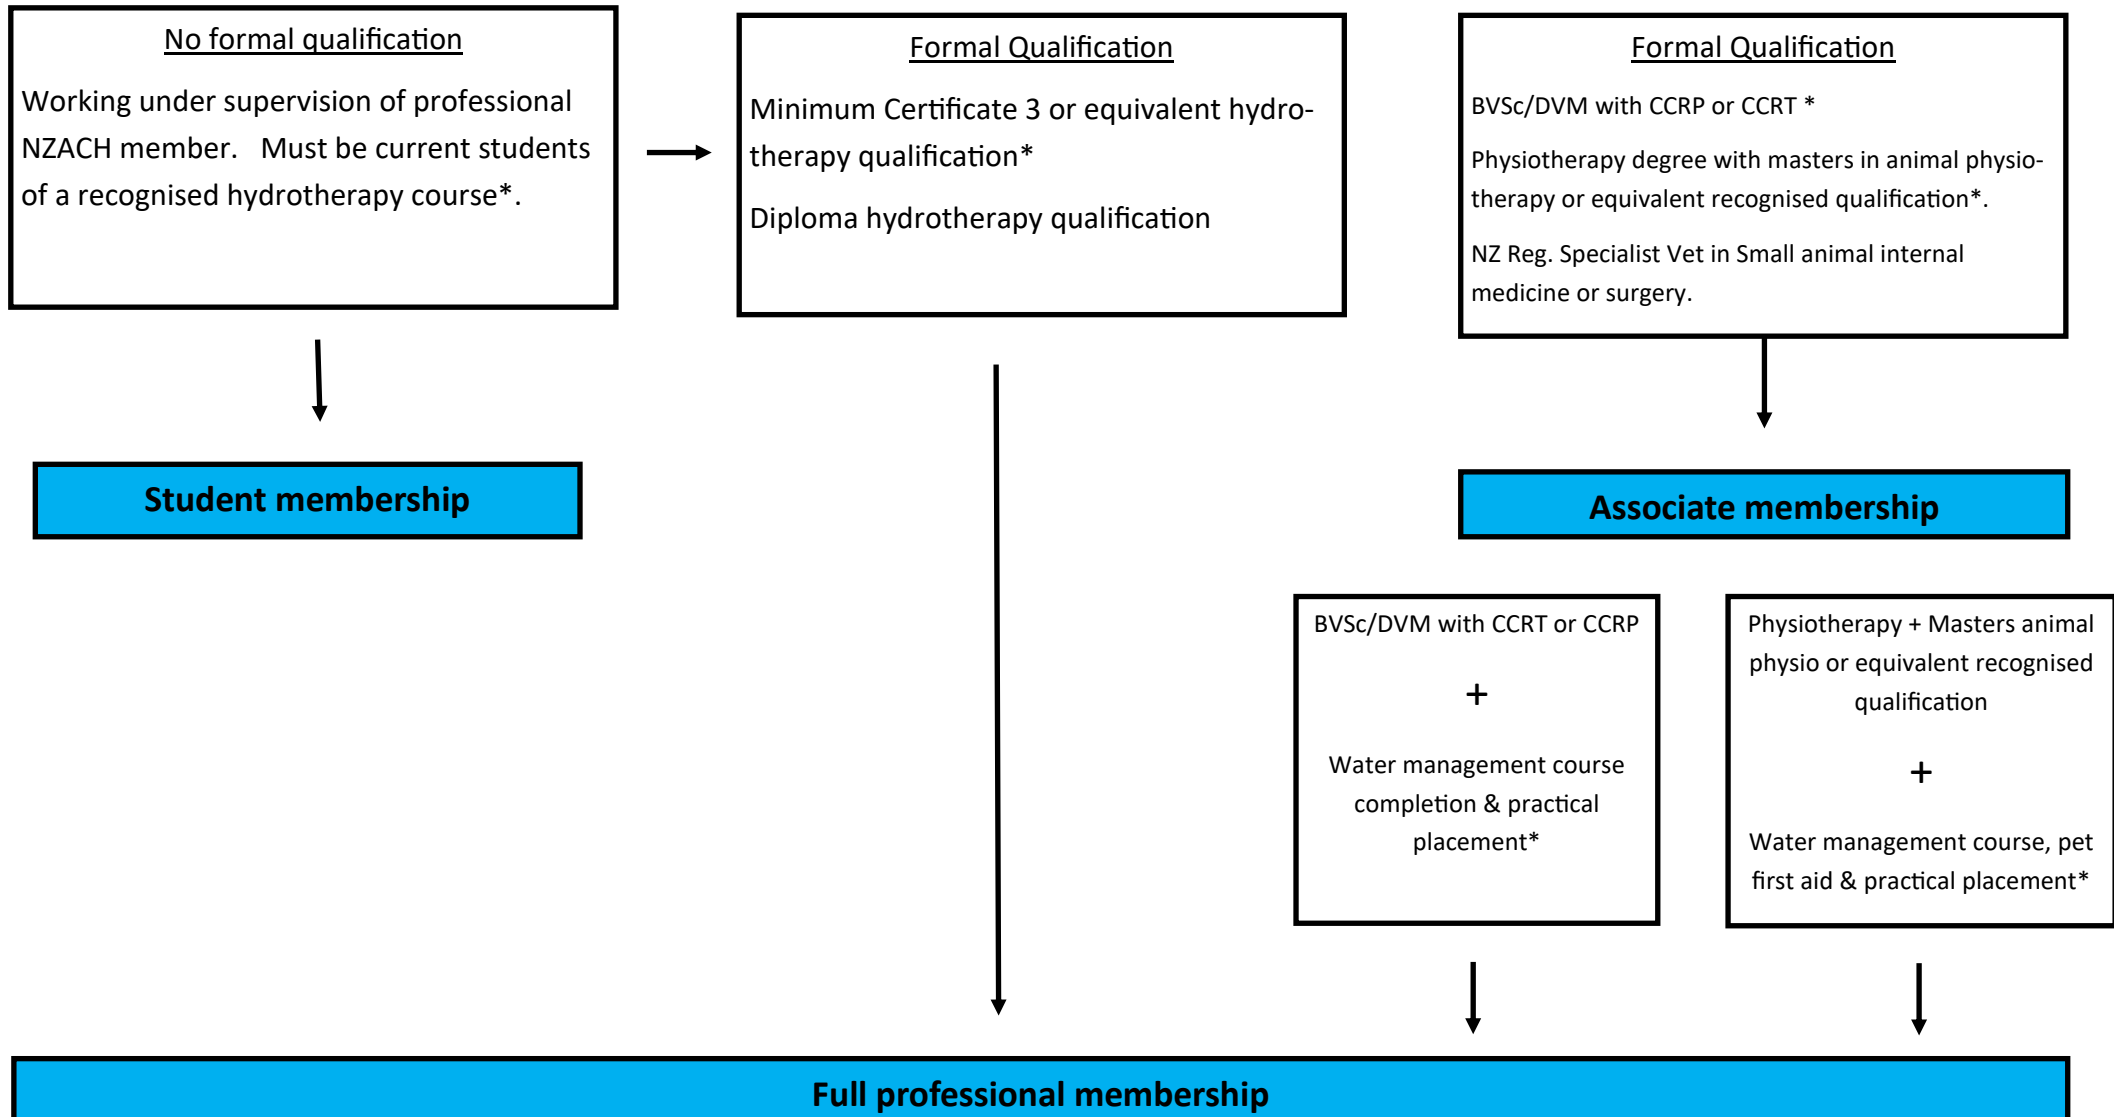 No formal qualification
Working under supervision of professional
NZACH member.   Must be current students
of a recognised hydrotherapy course*.
Formal Qualification
Minimum Certificate 3 or equivalent hydro-
therapy qualification*
Diploma hydrotherapy qualification
Formal Qualification
BVSc/DVM with CCRP or CCRT *
Physiotherapy degree with masters in animal physio-
therapy or equivalent recognised qualification*.
NZ Reg. Specialist Vet in Small animal internal
medicine or surgery.
Student membership
Associate membership
BVSc/DVM with CCRT or CCRP
+
Water management course
completion & practical
placement*
Physiotherapy + Masters animal
physio or equivalent recognised
qualification
+
Water management course, pet
first aid & practical placement*
Full professional membership